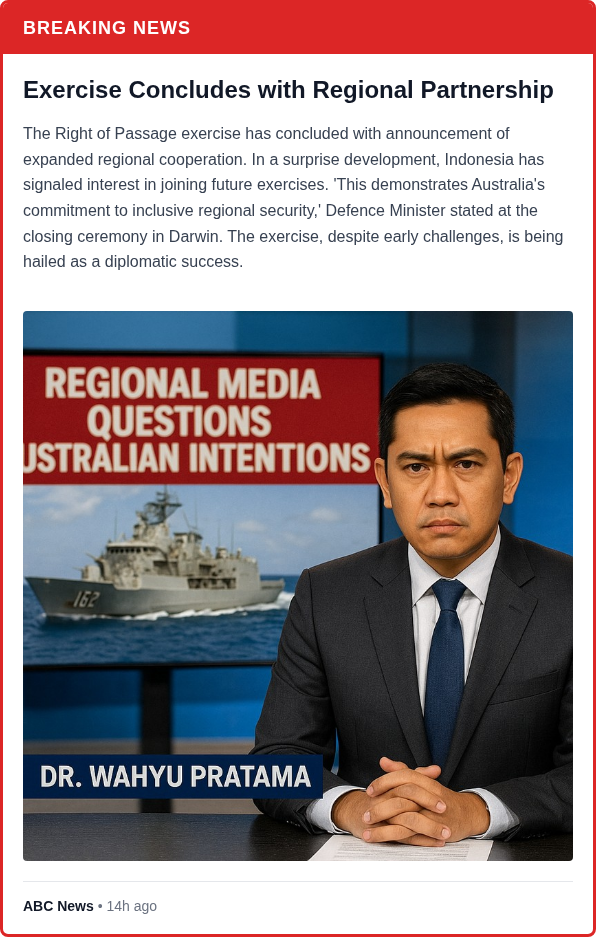 BREAKING NEWS
Exercise Concludes with Regional Partnership
The Right of Passage exercise has concluded with announcement of
expanded regional cooperation. In a surprise development, Indonesia has
signaled interest in joining future exercises. 'This demonstrates Australia's
commitment to inclusive regional security,' Defence Minister stated at the
closing ceremony in Darwin. The exercise, despite early challenges, is being
hailed as a diplomatic success.
REGIONAL MEDIA
QUESTIONS
USTRALIAN INTENTIONS
162
DR. WAHYU PRATAMA
ABC News • 14h ago